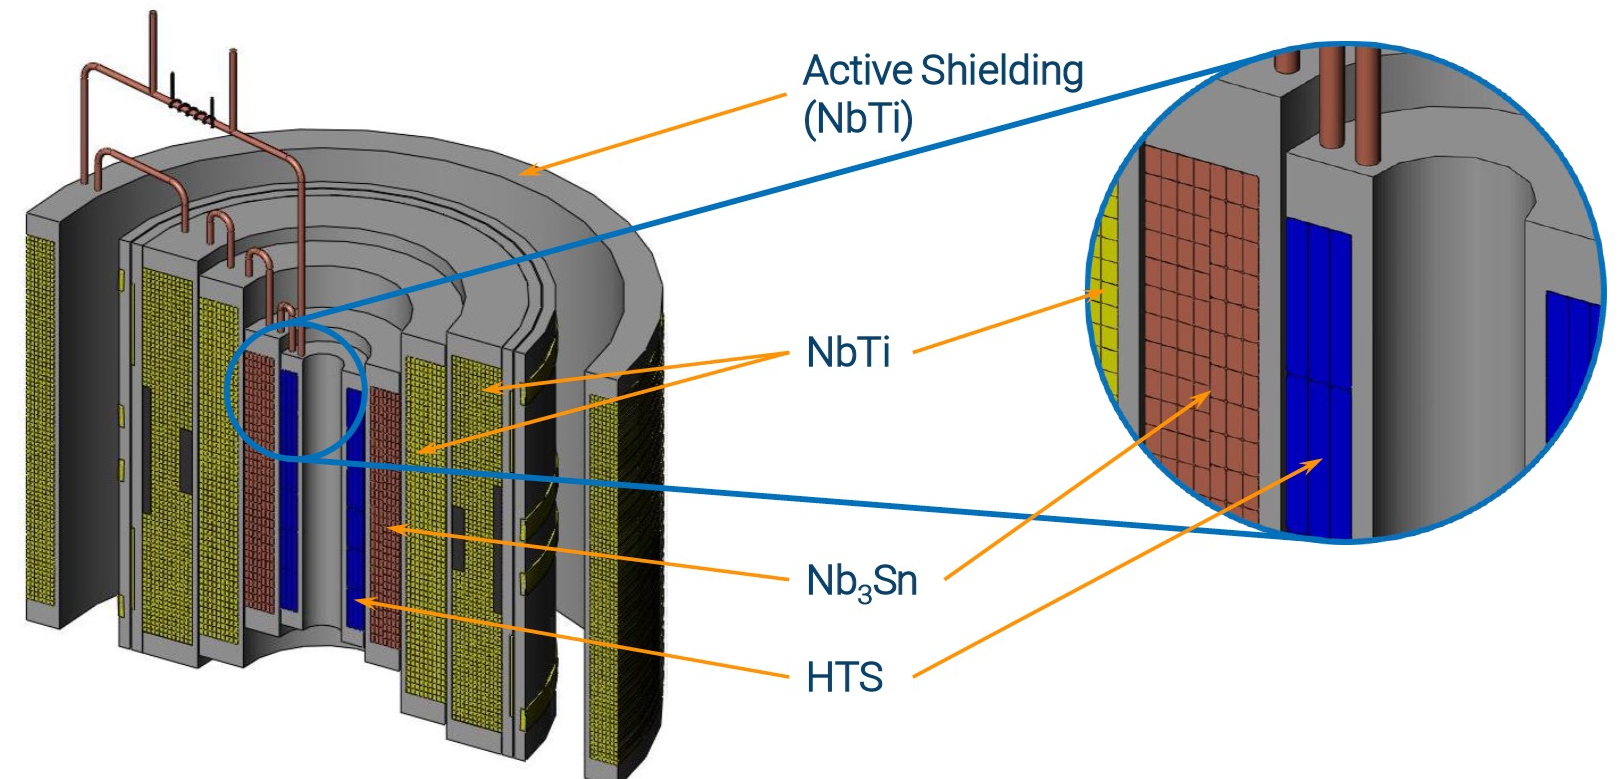 Active Shielding
(NbTi)
NbTi
Nb₃Sn
HTS